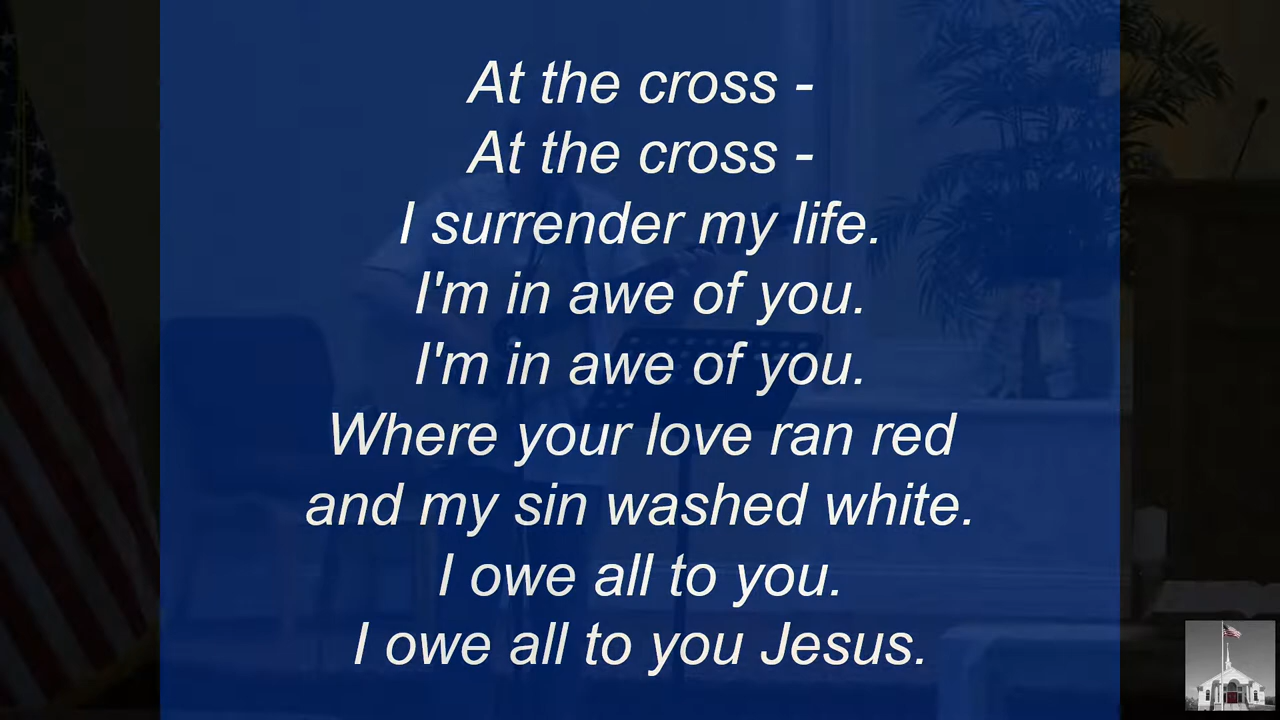 At the cross -
At the cross -
I surrender my life.
I'm in awe of you.
I'm in awe of you.
Where your love ran red
and my sin washed white.
I owe all to you.
I owe all to you Jesus.